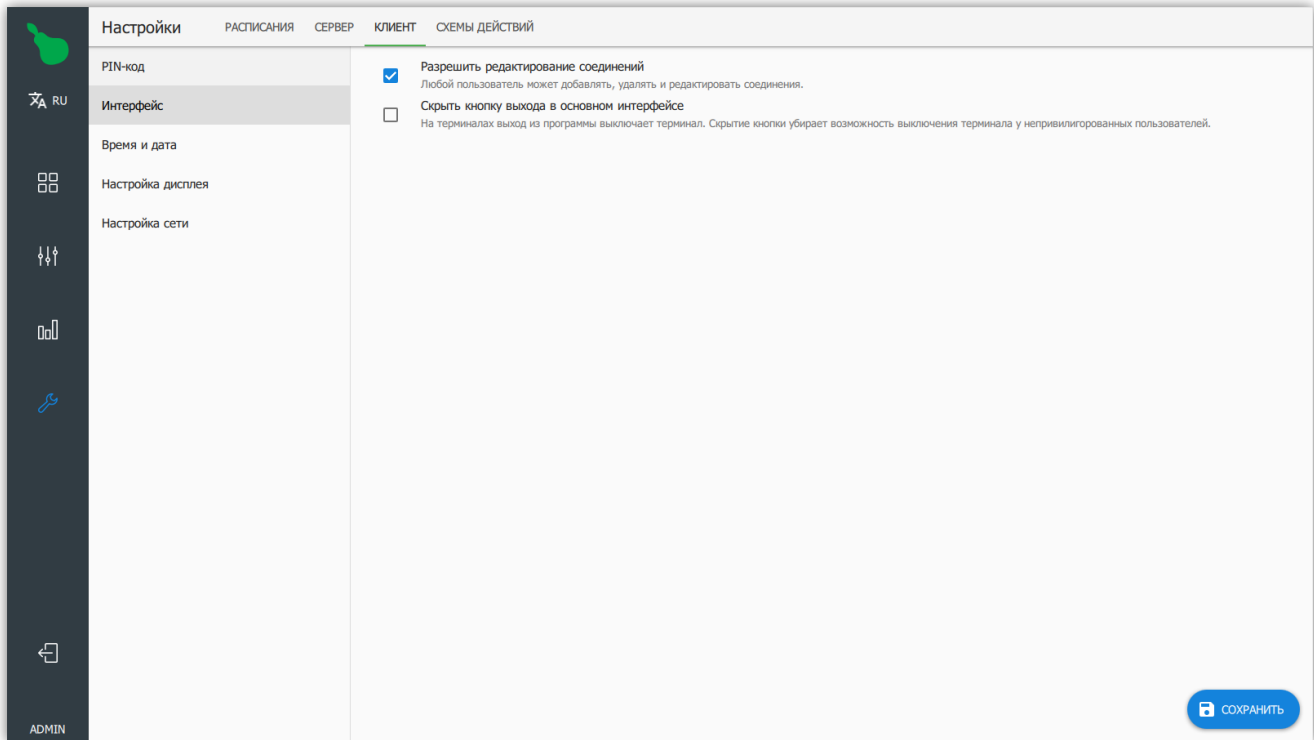 Настройки РАСПИСАНИЯ СЕРВЕР КЛИЕНТ СХЕМЫ ДЕЙСТВИЙ
RU
PIN-код
Интерфейс
Время и дата
Настройка дисплея
Настройка сети
Разрешить редактирование соединений
Любой пользователь может добавлять, удалять и редактировать соединения.
Скрыть кнопку выхода в основном интерфейсе
На терминалах выход из программы выключает терминал. Скрытие кнопки убирает возможность выключения терминала у непривилигорованных пользователей.
ADMIN
СОХРАНИТЬ